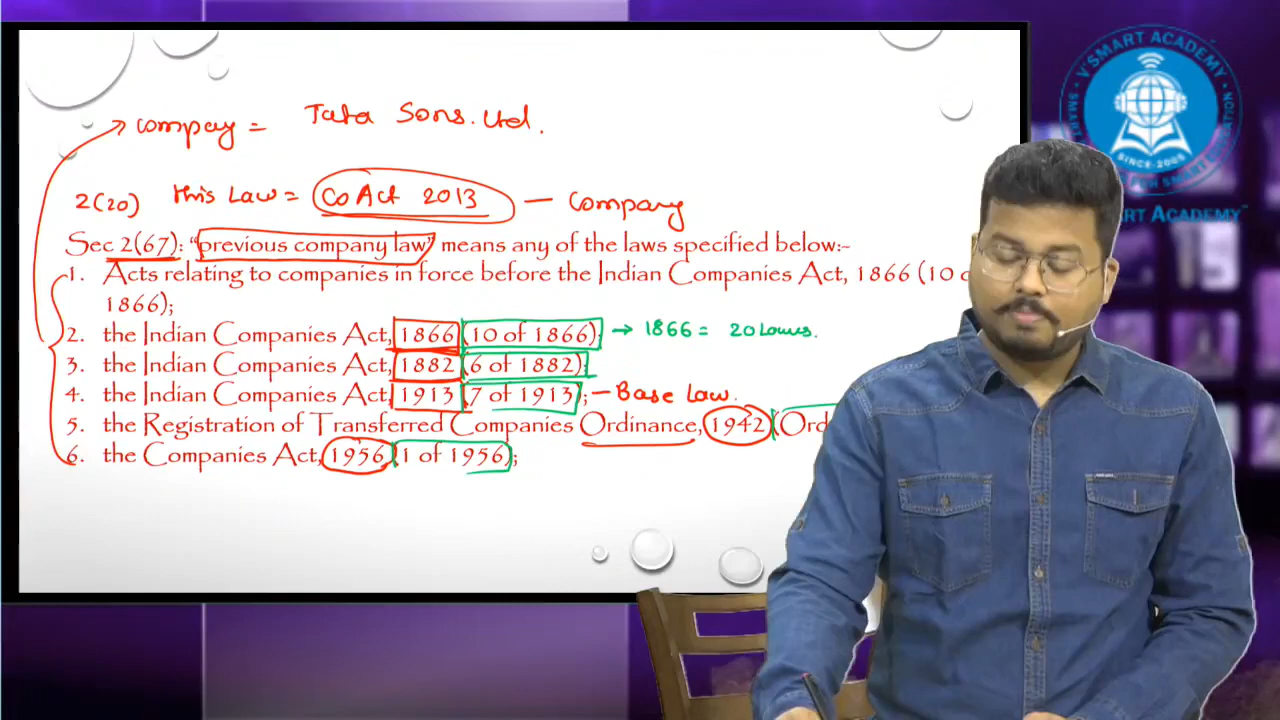 compay = Tata Sons. Ltd.
2(20) this Law = Co Act 2013 — Company
Sec 2(67): "previous company law" means any of the laws specified below:-
1. Acts relating to companies in force before the Indian Companies Act, 1866 (10
1866);
2. the Indian Companies Act, 1866 (10 of 1866); → 1866 = 20 Laws.
3. the Indian Companies Act, 1882 (6 of 1882);
4. the Indian Companies Act, 1913 (7 of 1913); — Base Law.
5. the Registration of Transferred Companies Ordinance, 1942 (Ord
6. the Companies Act, 1956 (1 of 1956);
V'SMART ACADEMY
SINCE-2005
SMART ACADEMY